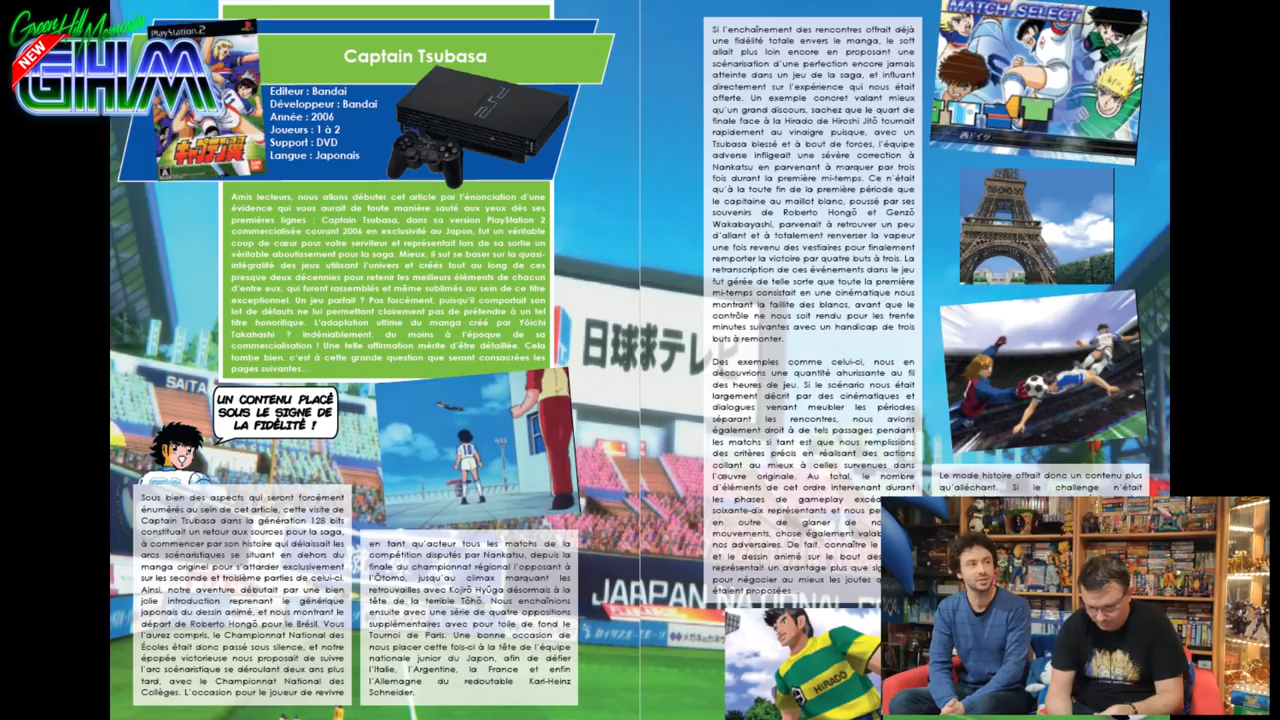 Green Hill Memories
NEW
GHM
PlayStation 2
Captain Tsubasa
Editeur : Bandai
Développeur : Bandai
Année : 2006
Joueurs : 1 à 2
Support : DVD
Langue : Japonais
キャプテン翼
Amis lecteurs, nous allons débuter cet article par l'énonciation d'une
évidence qui vous aurait de toute manière sauté aux yeux dès ses
premières lignes : Captain Tsubasa, dans sa version PlayStation 2
commercialisée courant 2006 en exclusivité au Japon, fut un véritable
coup de cœur pour votre serviteur et représentait lors de sa sortie un
véritable aboutissement pour la saga. Mieux, il sut se baser sur la quasi-
intégralité des jeux utilisant l'univers et créés tout au long de ces
presque deux décennies pour retenir les meilleurs éléments de chacun
d'entre eux, qui furent rassemblés et même sublimés au sein de ce titre
exceptionnel. Un jeu parfait ? Pas forcément, puisqu'il comportait son
lot de défauts ne lui permettant clairement pas de prétendre à un tel
titre honorifique. L'adaptation ultime du manga créé par Yôichi
Takahashi ? Indéniablement, du moins à l'époque de sa
commercialisation ! Une telle affirmation mérite d'être détaillée. Cela
tombe bien, c'est à cette grande question que seront consacrées les
pages suivantes...
日球球テレ
SAITA
UN CONTENU PLACÉ
SOUS LE SIGNE DE
LA FIDÉLITÉ !
Sous bien des aspects qui seront forcément
énumérés au sein de cet article, cette visite de
Captain Tsubasa dans la génération 128 bits
constituait un retour aux sources pour la saga,
à commencer par son histoire qui délaissait les
arcs scénaristiques se situant en dehors du
manga originel pour s'attarder exclusivement
sur les seconde et troisième parties de celui-ci.
Ainsi, notre aventure débutait par une bien
jolie introduction reprenant le générique
japonais du dessin animé, et nous montrant le
départ de Roberto Hongô pour le Brésil. Vous
l'aurez compris, le Championnat National des
Écoles était donc passé sous silence, et notre
épopée victorieuse nous proposait de suivre
l'arc scénaristique se déroulant deux ans plus
tard, avec le Championnat National des
Collèges. L'occasion pour le joueur de revivre
en tant qu'acteur tous les matchs de la
compétition disputés par Nankatsu, depuis la
finale du championnat régional l'opposant à
l'Ôtomo, jusqu'au climax marquant les
retrouvailles avec Kojirô Hyûga désormais à la
tête de la terrible Tôhô. Nous enchaînions
ensuite avec une série de quatre oppositions
supplémentaires avec pour toile de fond le
Tournoi de Paris. Une bonne occasion de
nous placer cette fois-ci à la tête de l'équipe
nationale junior du Japon, afin de défier
l'Italie, l'Argentine, la France et enfin
l'Allemagne du redoutable Karl-Heinz
Schneider.
Si l'enchaînement des rencontres offrait déjà
une fidélité totale envers le manga, le soft
allait plus loin encore en proposant une
scénarisation d'une perfection encore jamais
atteinte dans un jeu de la saga, et influant
directement sur l'expérience qui nous était
offerte. Un exemple concret valant mieux
qu'un grand discours, sachez que le quart de
finale face à la Hirado de Hiroshi Jitô tournait
rapidement au vinaigre puisque, avec un
Tsubasa blessé et à bout de forces, l'équipe
adverse infligeait une sévère correction à
Nankatsu en parvenant à marquer par trois
fois durant la première mi-temps. Ce n'était
qu'à la toute fin de la première période que
le capitaine au maillot blanc, poussé par ses
souvenirs de Roberto Hongô et Genzô
Wakabayashi, parvenait à retrouver un peu
d'allant et à totalement renverser la vapeur
une fois revenu des vestiaires pour finalement
remporter la victoire par quatre buts à trois. La
retranscription de ces événements dans le jeu
fut gérée de telle sorte que toute la première
mi-temps consistait en une cinématique nous
montrant la faillite des blancs, avant que le
contrôle ne nous soit rendu pour les trente
minutes suivantes avec un handicap de trois
buts à remonter.
Des exemples comme celui-ci, nous en
découvrions une quantité ahurissante au fil
des heures de jeu. Si le scénario nous était
largement décrit par des cinématiques et
dialogues venant meubler les périodes
séparant les rencontres, nous avions
également droit à de tels passages pendant
les matchs si tant est que nous remplissions
des critères précis en réalisant des actions
collant au mieux à celles survenues dans
l'œuvre originale. Au total, le nombre
d'éléments de cet ordre intervenant durant
les phases de gameplay excéda
soixante-dix représentants et nous pe
en outre de glaner de no
mouvements, chose également valab
nos adversaires. De fait, connaître le
et le dessin animé sur le bout des
représentait un avantage plus que sig
pour négocier au mieux les joutes q
étaient proposées...
JAPAN NATIONAL
MATCH SELECT
西ドイツ
Le mode histoire offrait donc un contenu plus
qu'alléchant. Si le challenge n'était
HIRADO